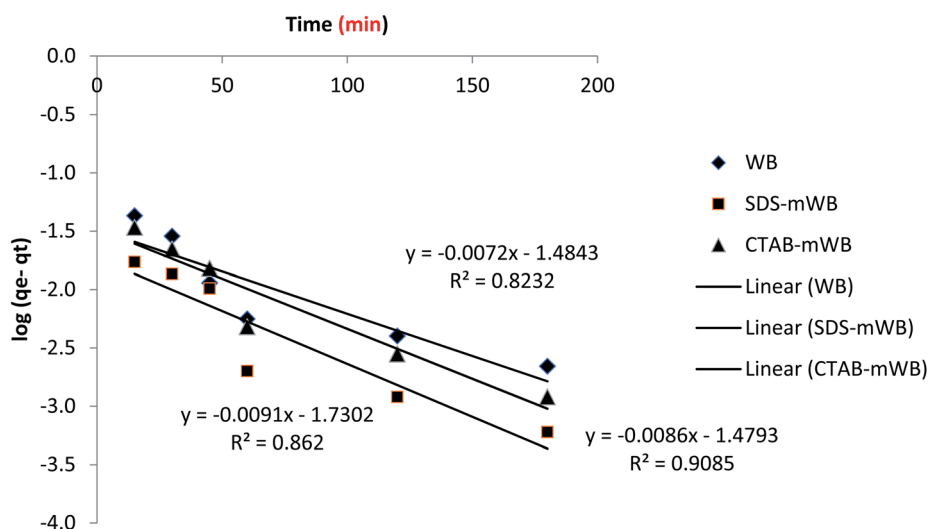 Time (min)
0.0
0 50 100 150 200
-0.5
-1.0
-1.5
-2.0
-2.5
-3.0
-3.5
-4.0
log (qe- qt)
y = -0.0072x - 1.4843
R² = 0.8232
y = -0.0091x - 1.7302
R² = 0.862
y = -0.0086x - 1.4793
R² = 0.9085
WB
SDS-mWB
CTAB-mWB
Linear (WB)
Linear (SDS-mWB)
Linear (CTAB-mWB)